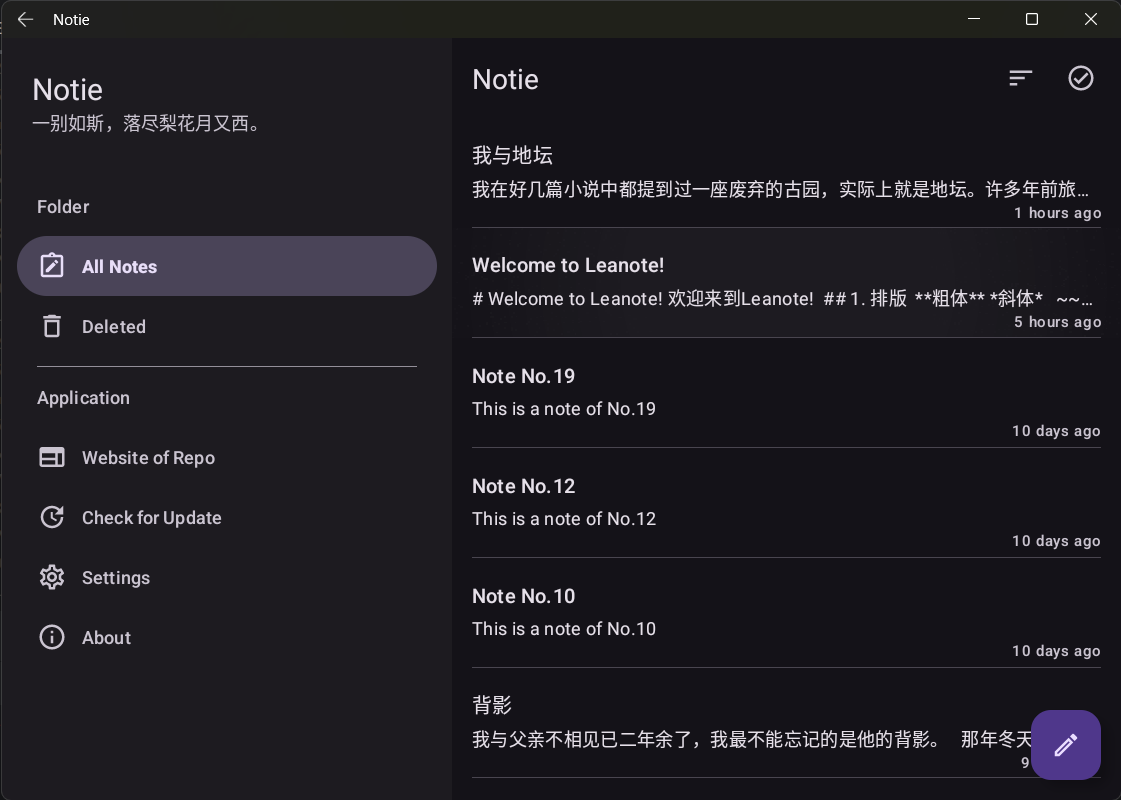 Notie
Notie
一别如斯，落尽梨花月又西。
Folder
All Notes
Deleted
Application
Website of Repo
Check for Update
Settings
About
Notie
我与地坛
我在好几篇小说中都提到过一座废弃的古园，实际上就是地坛。许多年前旅…
1 hours ago
Welcome to Leanote!
# Welcome to Leanote! 欢迎来到Leanote! ## 1. 排版 **粗体** *斜体* ~~…
5 hours ago
Note No.19
This is a note of No.19
10 days ago
Note No.12
This is a note of No.12
10 days ago
Note No.10
This is a note of No.10
10 days ago
背影
我与父亲不相见已二年余了，我最不能忘记的是他的背影。 那年冬天
9